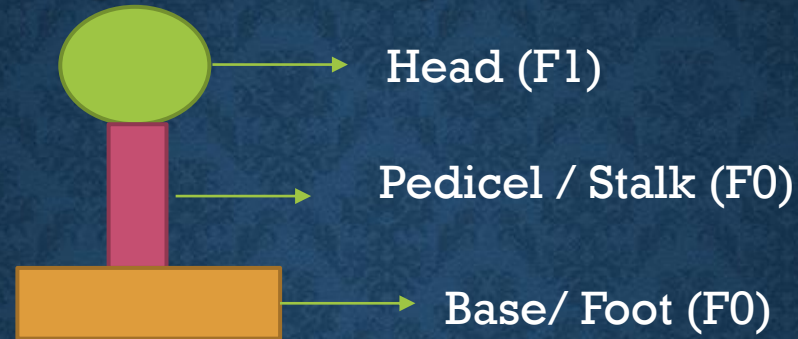 Head (F1)
Pedicel / Stalk (F0)
Base/ Foot (F0)